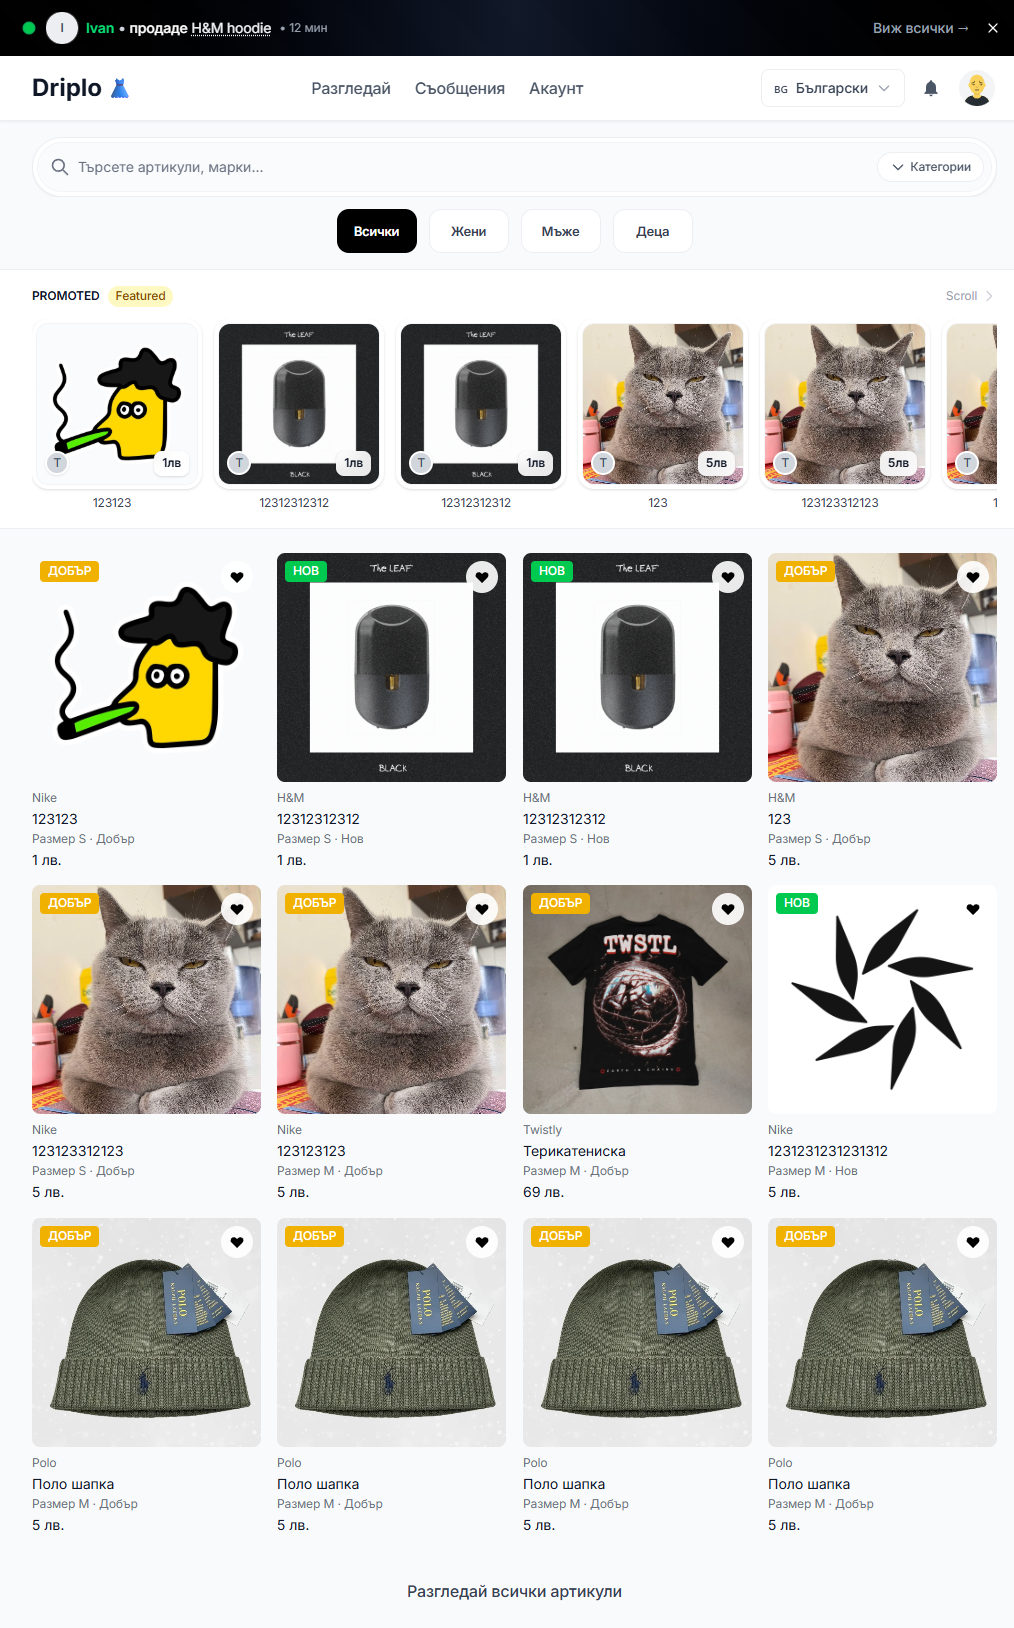 I Ivan • продаде H&M hoodie • 12 мин Виж всички →
Driplo Разгледай Съобщения Акаунт BG Български
Търсете артикули, марки... Категории
Всички Жени Мъже Деца
PROMOTED Featured Scroll
The LEAF The LEAF
T 1лв T 1лв T 1лв T 5лв T 5лв T
BLACK BLACK
123123 12312312312 12312312312 123 123123312123 1
ДОБЪР НОВ НОВ ДОБЪР
The LEAF The LEAF
BLACK BLACK
Nike H&M H&M H&M
123123 12312312312 12312312312 123
Размер S · Добър Размер S · Нов Размер S · Нов Размер S · Добър
1 лв. 1 лв. 1 лв. 5 лв.
ДОБЪР ДОБЪР ДОБЪР НОВ
TWSTL
EARTH IN CHAINS
Nike Nike Twistly Nike
123123312123 123123123 Терикатениска 1231231231231312
Размер S · Добър Размер M · Добър Размер M · Добър Размер M · Нов
5 лв. 5 лв. 69 лв. 5 лв.
ДОБЪР ДОБЪР ДОБЪР ДОБЪР
POLO POLO POLO POLO
Polo Polo Polo Polo
Поло шапка Поло шапка Поло шапка Поло шапка
Размер M · Добър Размер M · Добър Размер M · Добър Размер M · Добър
5 лв. 5 лв. 5 лв. 5 лв.
Разгледай всички артикули